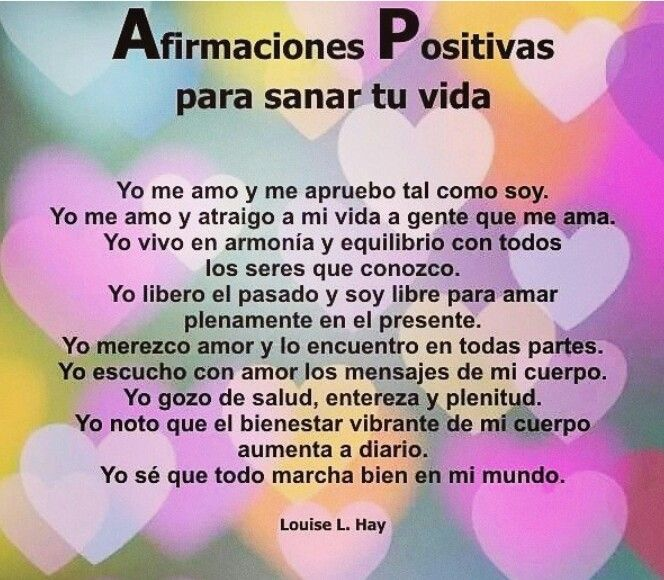 Afirmaciones Positivas
para sanar tu vida
Yo me amo y me apruebo tal como soy.
Yo me amo y atraigo a mi vida a gente que me ama.
Yo vivo en armonía y equilibrio con todos
los seres que conozco.
Yo libero el pasado y soy libre para amar
plenamente en el presente.
Yo merezco amor y lo encuentro en todas partes.
Yo escucho con amor los mensajes de mi cuerpo.
Yo gozo de salud, entereza y plenitud.
Yo noto que el bienestar vibrante de mi cuerpo
aumenta a diario.
Yo sé que todo marcha bien en mi mundo.
Louise L. Hay